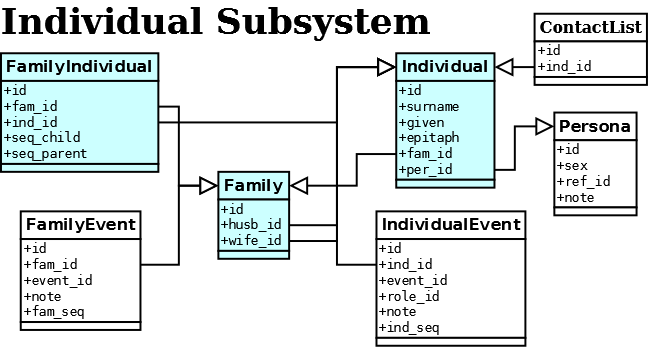 Individual Subsystem
ContactList
+id
+ind_id
FamilyIndividual
+id
+fam_id
+ind_id
+seq_child
+seq_parent
Individual
+id
+surname
+given
+epitaph
+fam_id
+per_id
Persona
+id
+sex
+ref_id
+note
Family
+id
+husb_id
+wife_id
FamilyEvent
+id
+fam_id
+event_id
+note
+fam_seq
IndividualEvent
+id
+ind_id
+event_id
+role_id
+note
+ind_seq